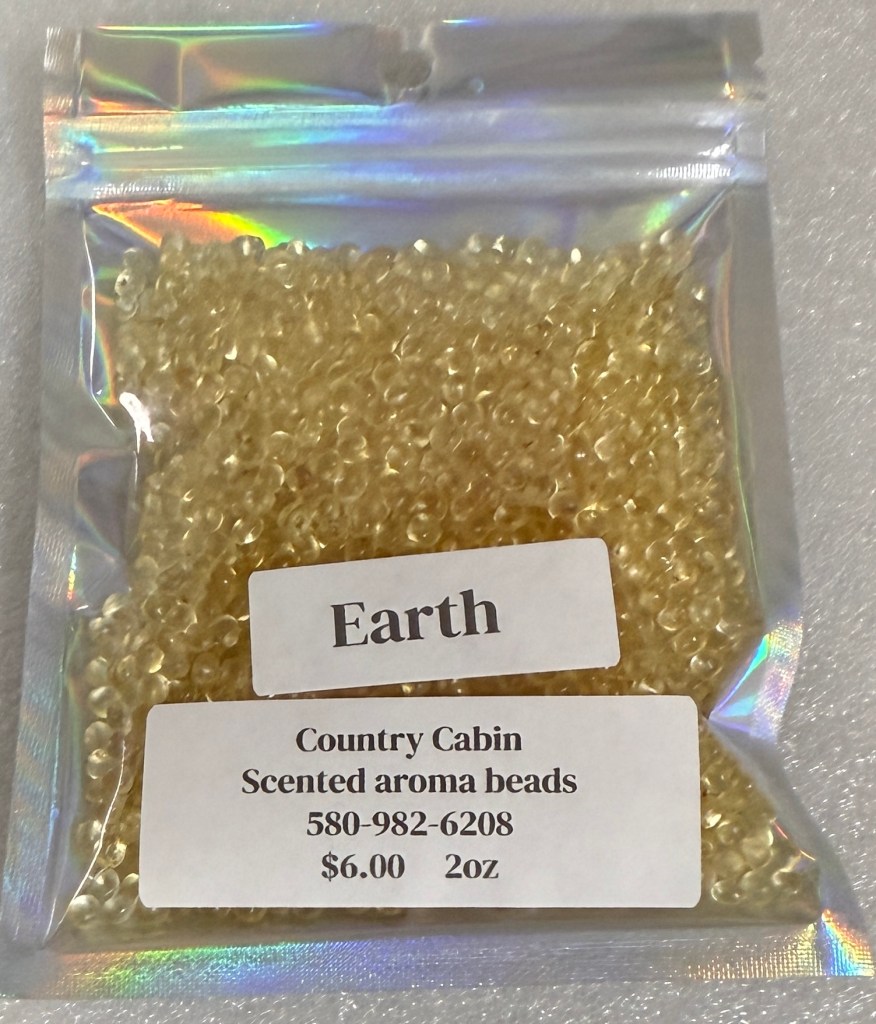 Earth
Country Cabin
Scented aroma beads
580-982-6208
$6.00 2oz